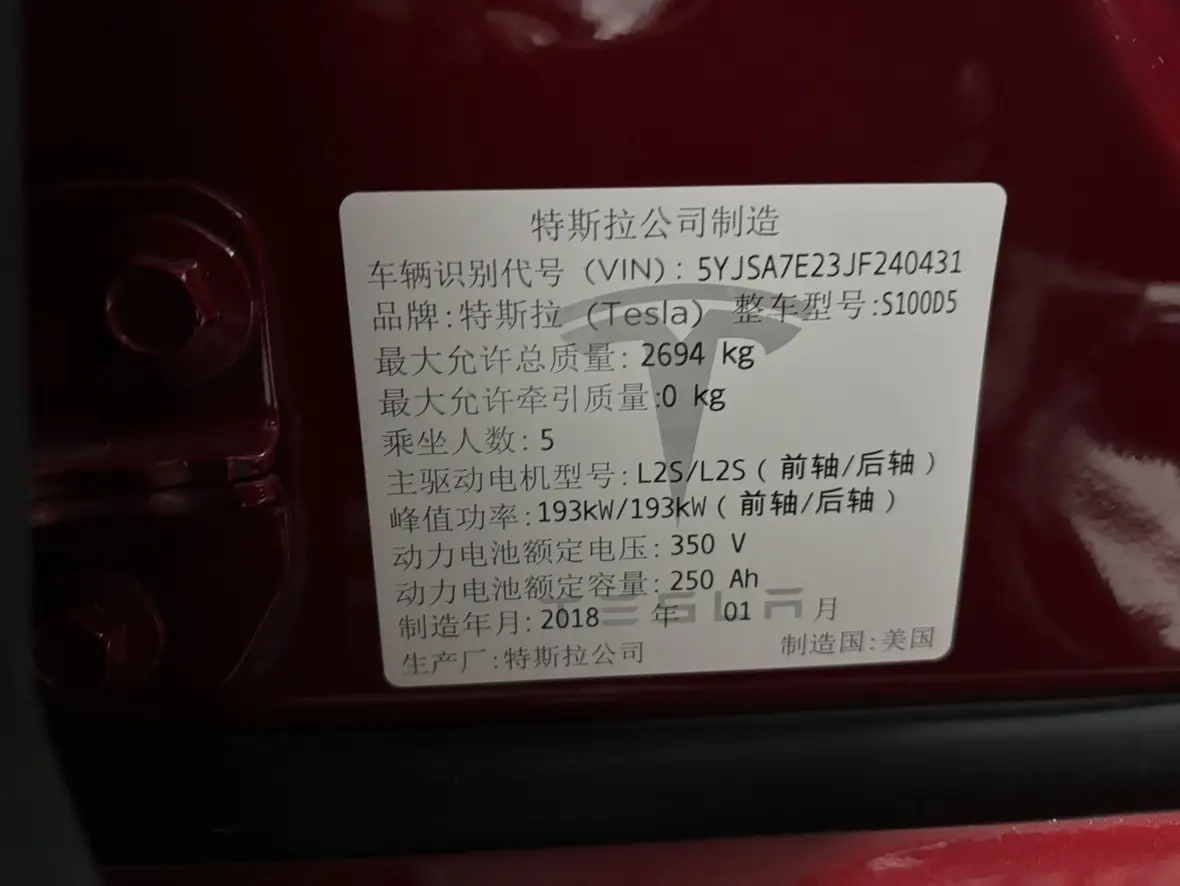 特斯拉公司制造
车辆识别代号 (VIN): 5YJSA7E23JF240431
品牌:特斯拉 (Tesla) 整车型号:S100D5
最大允许总质量: 2694 kg
最大允许牵引质量:0 kg
乘坐人数: 5
主驱动电机型号: L2S/L2S ( 前轴/后轴 )
峰值功率: 193kW/193kW ( 前轴/后轴 )
动力电池额定电压: 350 V
动力电池额定容量: 250 Ah
TESLA
制造年月: 2018 年 01 月
生产厂:特斯拉公司 制造国:美国